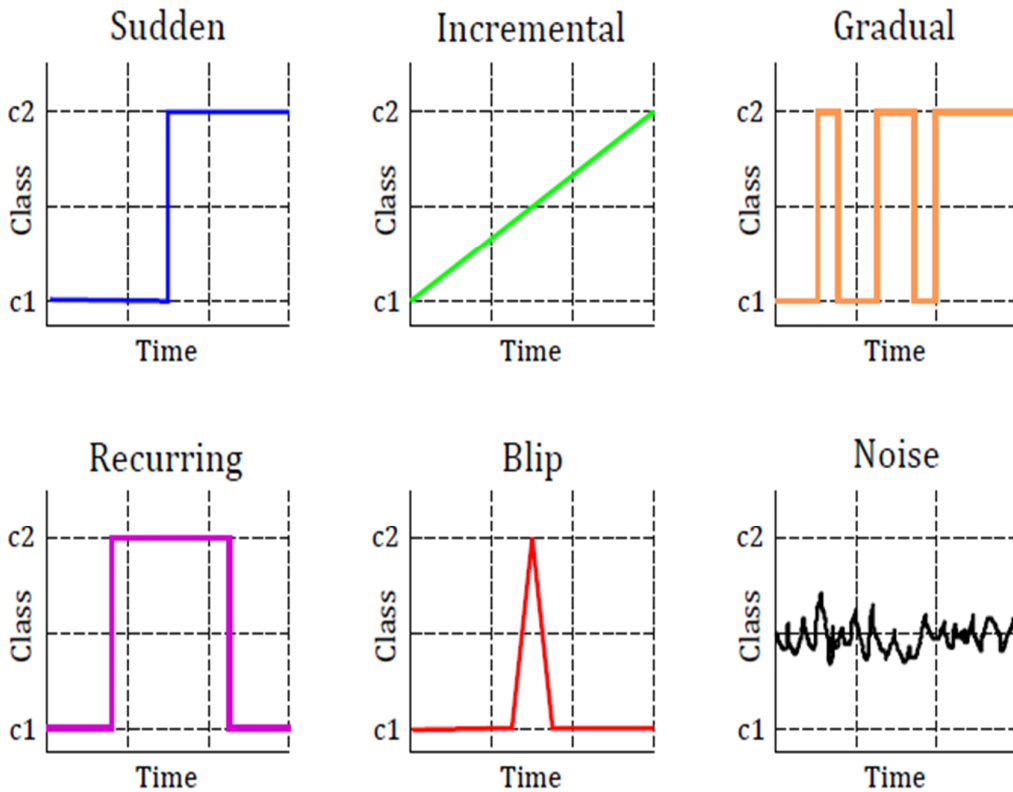 Sudden
c2
Class
c1
Time
Incremental
c2
Class
c1
Time
Gradual
c2
Class
c1
Time
Recurring
c2
Class
c1
Time
Blip
c2
Class
c1
Time
Noise
c2
Class
c1
Time